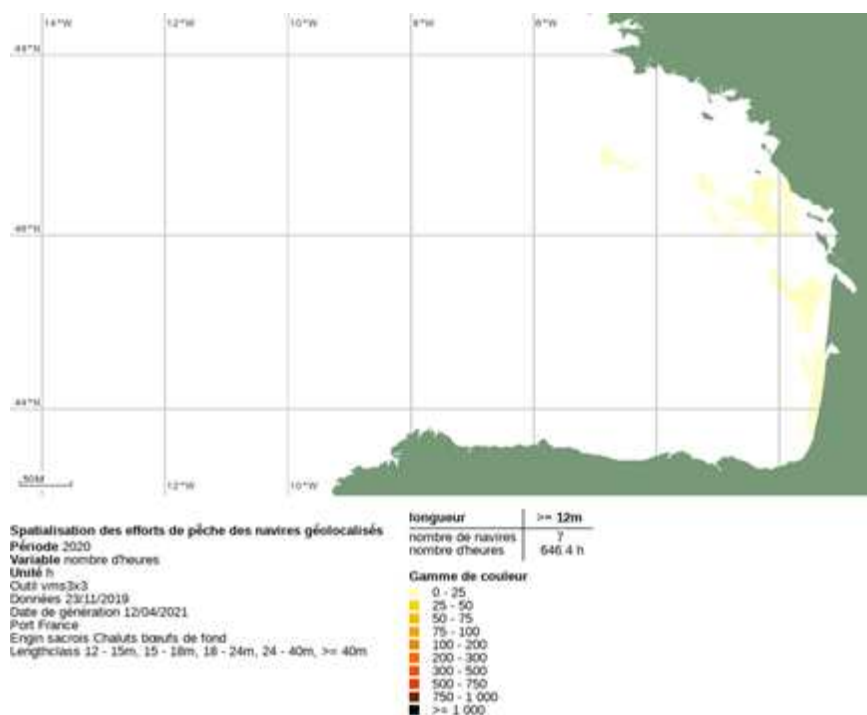 14°W 12°W 10°W 8°W 6°W
48°N
46°N
44°N
50M 12°W 10°W
Spatialisation des efforts de pêche des navires géolocalisés
Période 2020
Variable nombre d'heures
Unité h
Outil vms3x3
Données 23/11/2019
Date de génération 12/04/2021
Port France
Engin sacrois Chaluts bœufs de fond
Lengthclass 12 - 15m, 15 - 18m, 18 - 24m, 24 - 40m, >= 40m
longueur >= 12m
nombre de navires 7
nombre d'heures 646.4 h
Gamme de couleur
0 - 25
25 - 50
50 - 75
75 - 100
100 - 200
200 - 300
300 - 500
500 - 750
750 - 1 000
>= 1 000